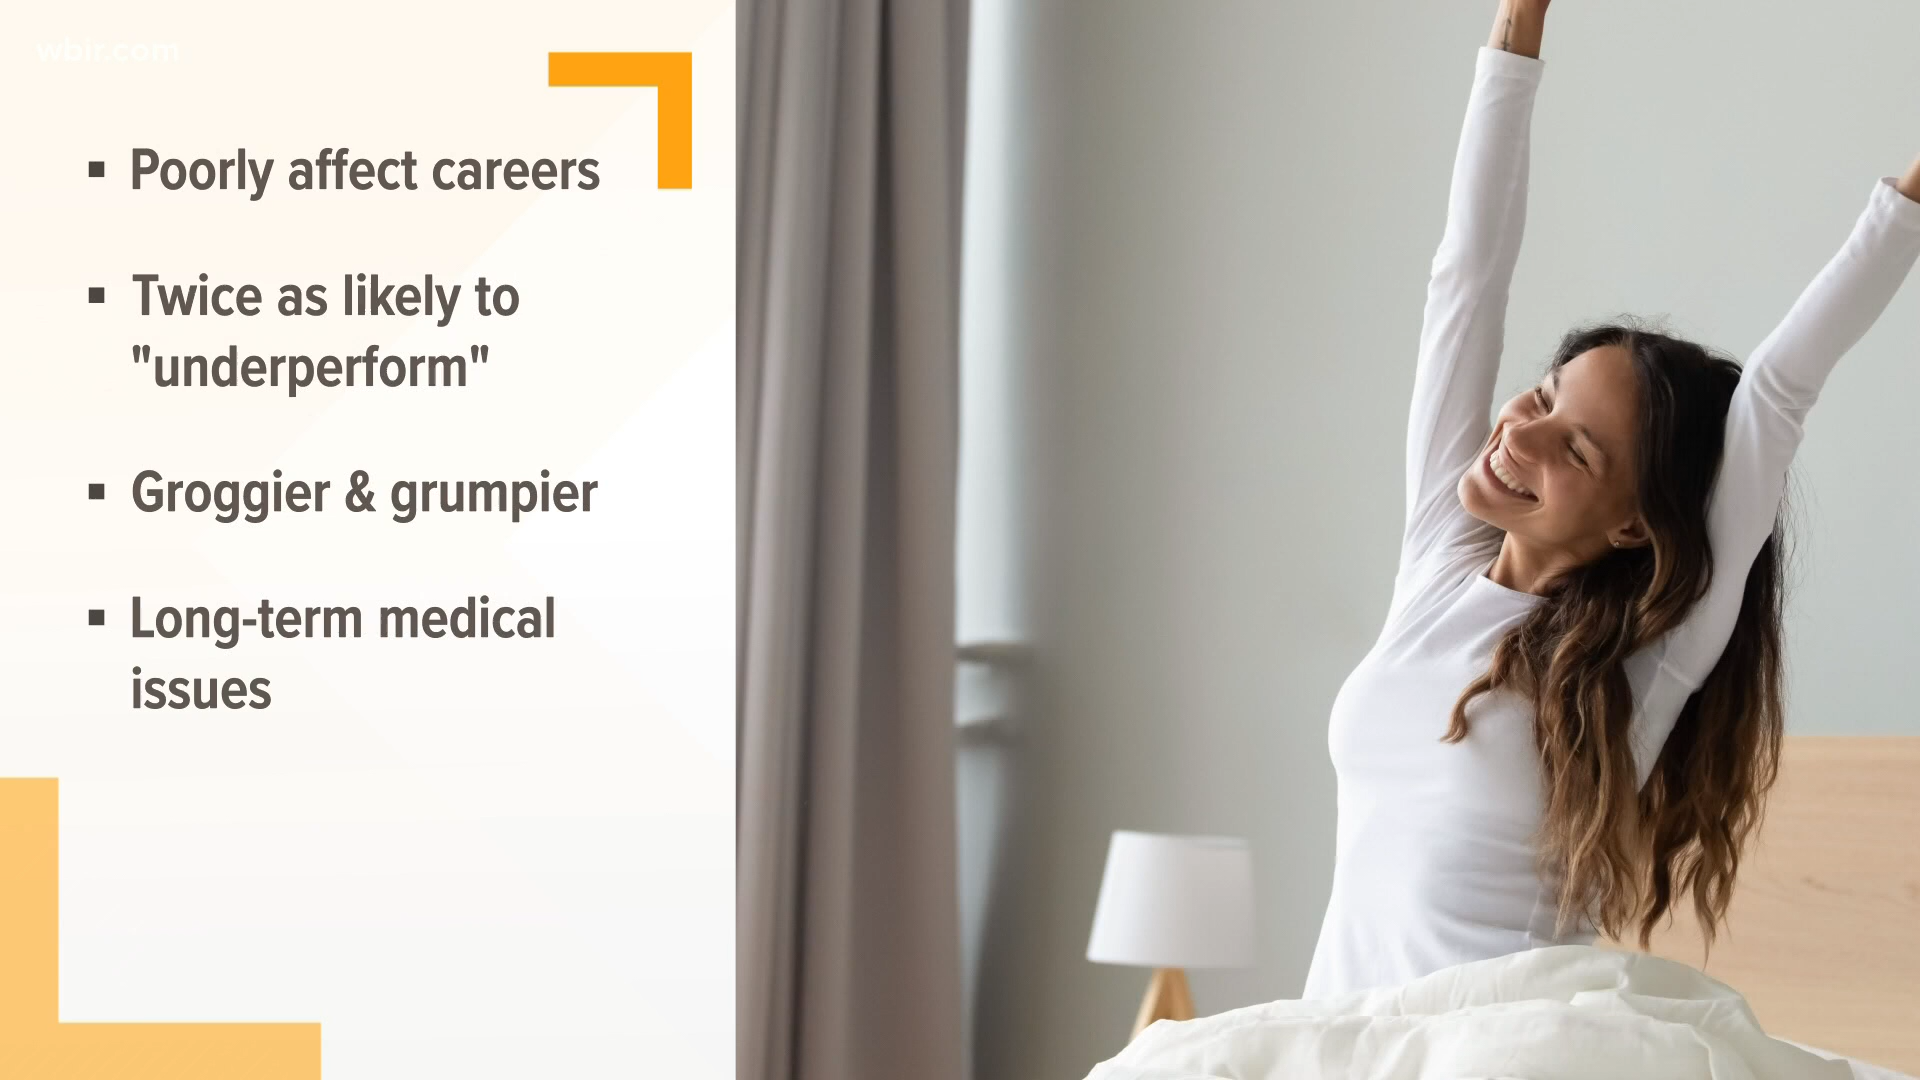 wbir.com
▪ Poorly affect careers
▪ Twice as likely to
"underperform"
▪ Groggier & grumpier
▪ Long-term medical
issues